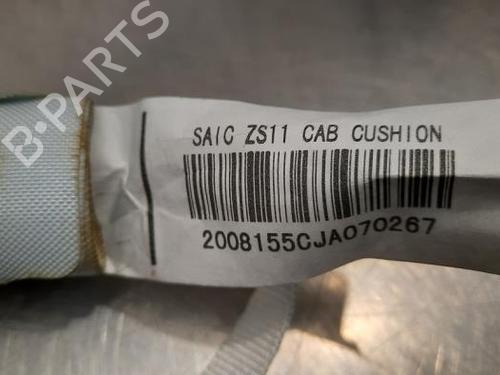 B-PARTS
SAIC ZS11 CAB CUSHION
2008155CJA070267